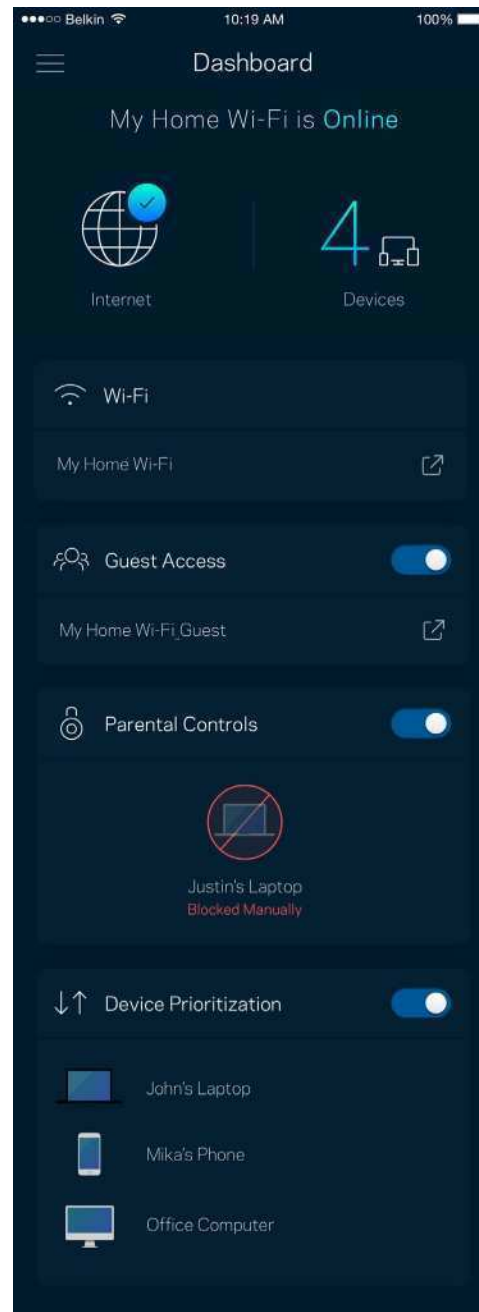 Belkin 10:19 AM 100%
Dashboard
My Home Wi-Fi is Online
4
Internet Devices
Wi-Fi
My Home Wi-Fi
Guest Access
My Home Wi-Fi_Guest
Parental Controls
Justin's Laptop
Blocked Manually
Device Prioritization
John's Laptop
Mika's Phone
Office Computer